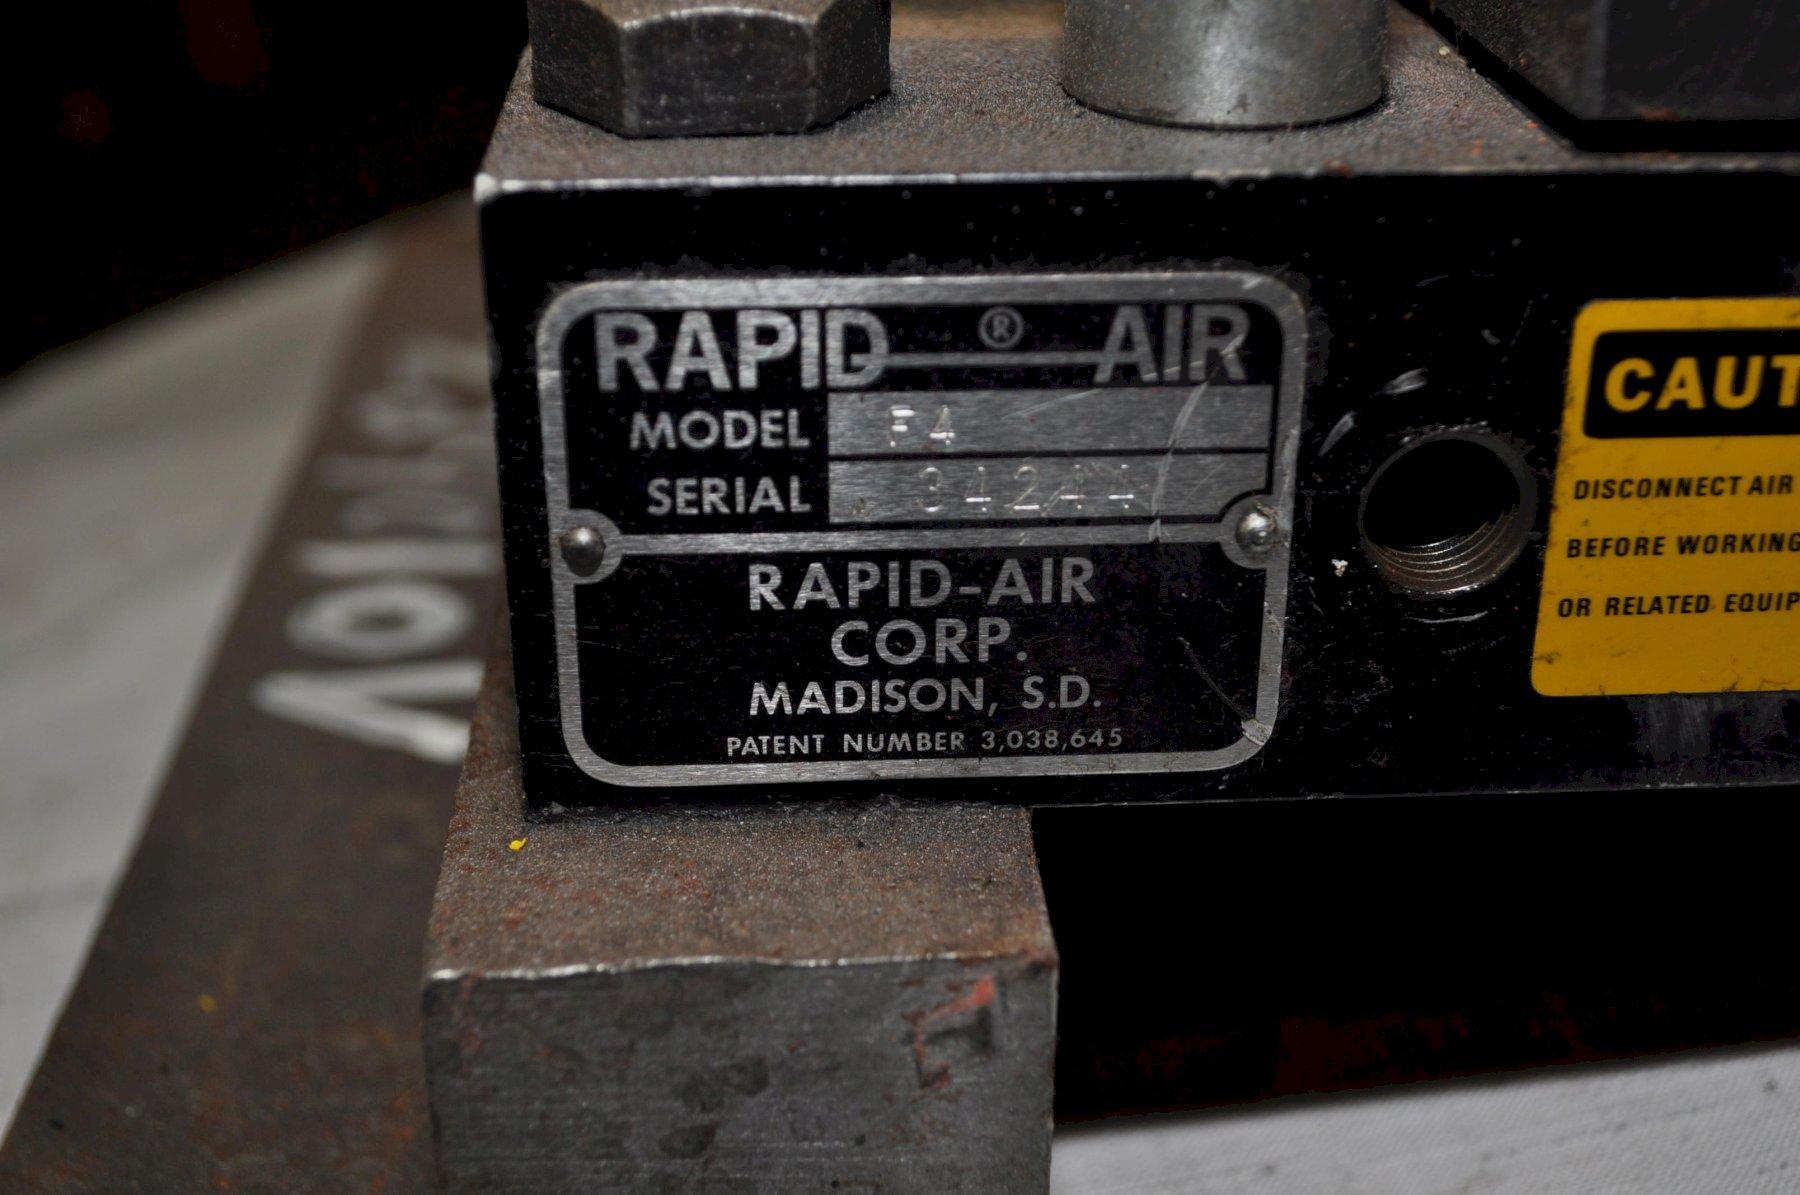 RAPID ® AIR
MODEL F4
SERIAL 34244
RAPID-AIR
CORP.
MADISON, S.D.
PATENT NUMBER 3,038,645
CAUT
DISCONNECT AIR
BEFORE WORKING
OR RELATED EQUIP